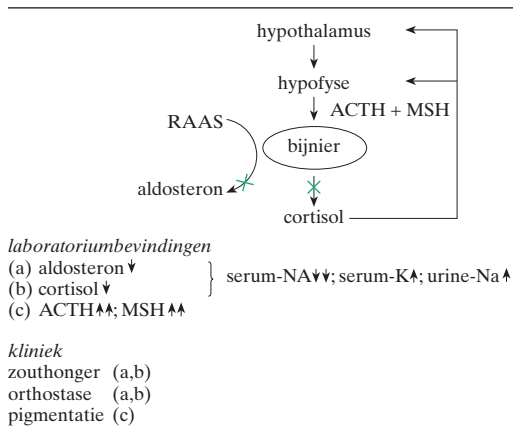 hypothalamus
hypofyse
ACTH + MSH
RAAS
bijnier
aldosteron
cortisol
laboratoriumbevindingen
(a) aldosteron ↓
(b) cortisol ↓
} serum-NA↓↓; serum-K↑; urine-Na↑
(c) ACTH↑↑; MSH↑↑
kliniek
zouthonger (a,b)
orthostase (a,b)
pigmentatie (c)